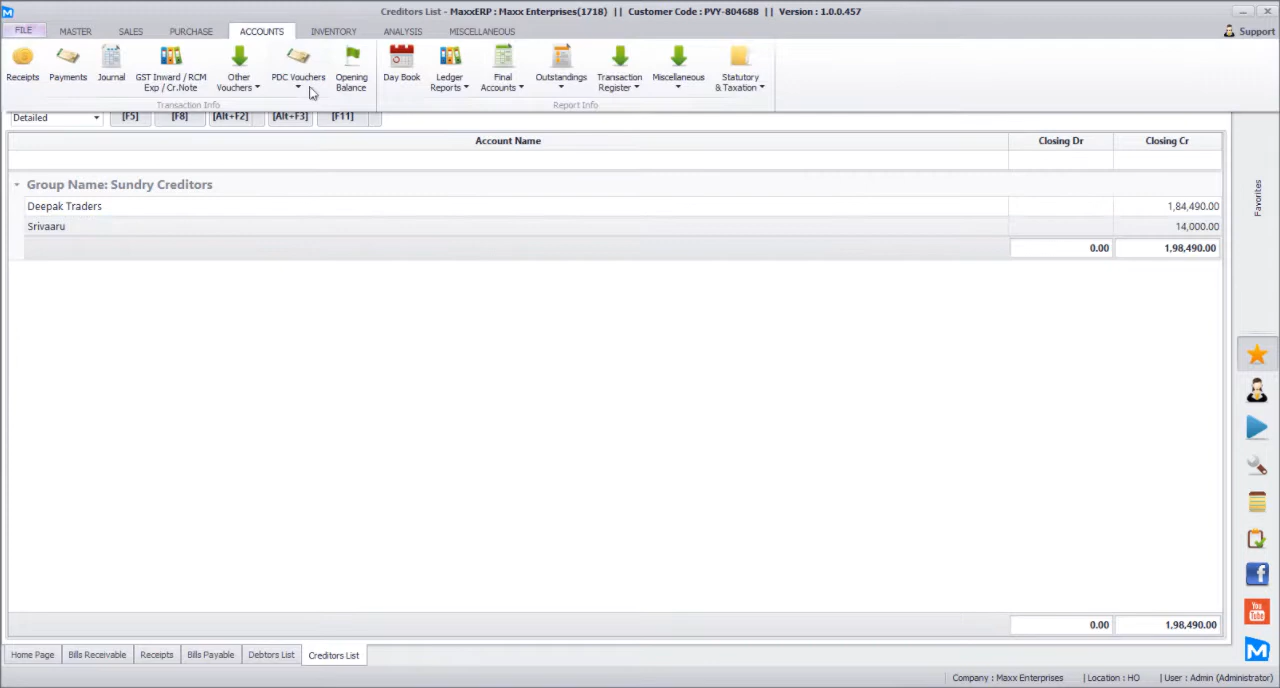 Creditors List - MaxxERP : Maxx Enterprises(1718) || Customer Code : PVY-804688 || Version : 1.0.0.457
FILE MASTER SALES PURCHASE ACCOUNTS INVENTORY ANALYSIS MISCELLANEOUS Support
Receipts Payments Journal GST Inward / RCM Exp / Cr.Note Other Vouchers PDC Vouchers Opening Balance Day Book Ledger Reports Final Accounts Outstandings Transaction Register Miscellaneous Statutory & Taxation
Transaction Info Report Info
Detailed [F5] [F8] [Alt+F2] [Alt+F3] [F11]
Account Name Closing Dr Closing Cr
Group Name: Sundry Creditors
Deepak Traders 1,84,490.00
Srivaaru 14,000.00
0.00 1,98,490.00
Favorites
You
Tube
0.00 1,98,490.00
Home Page Bills Receivable Receipts Bills Payable Debtors List Creditors List
Company : Maxx Enterprises | Location : HO | User : Admin (Administrator)